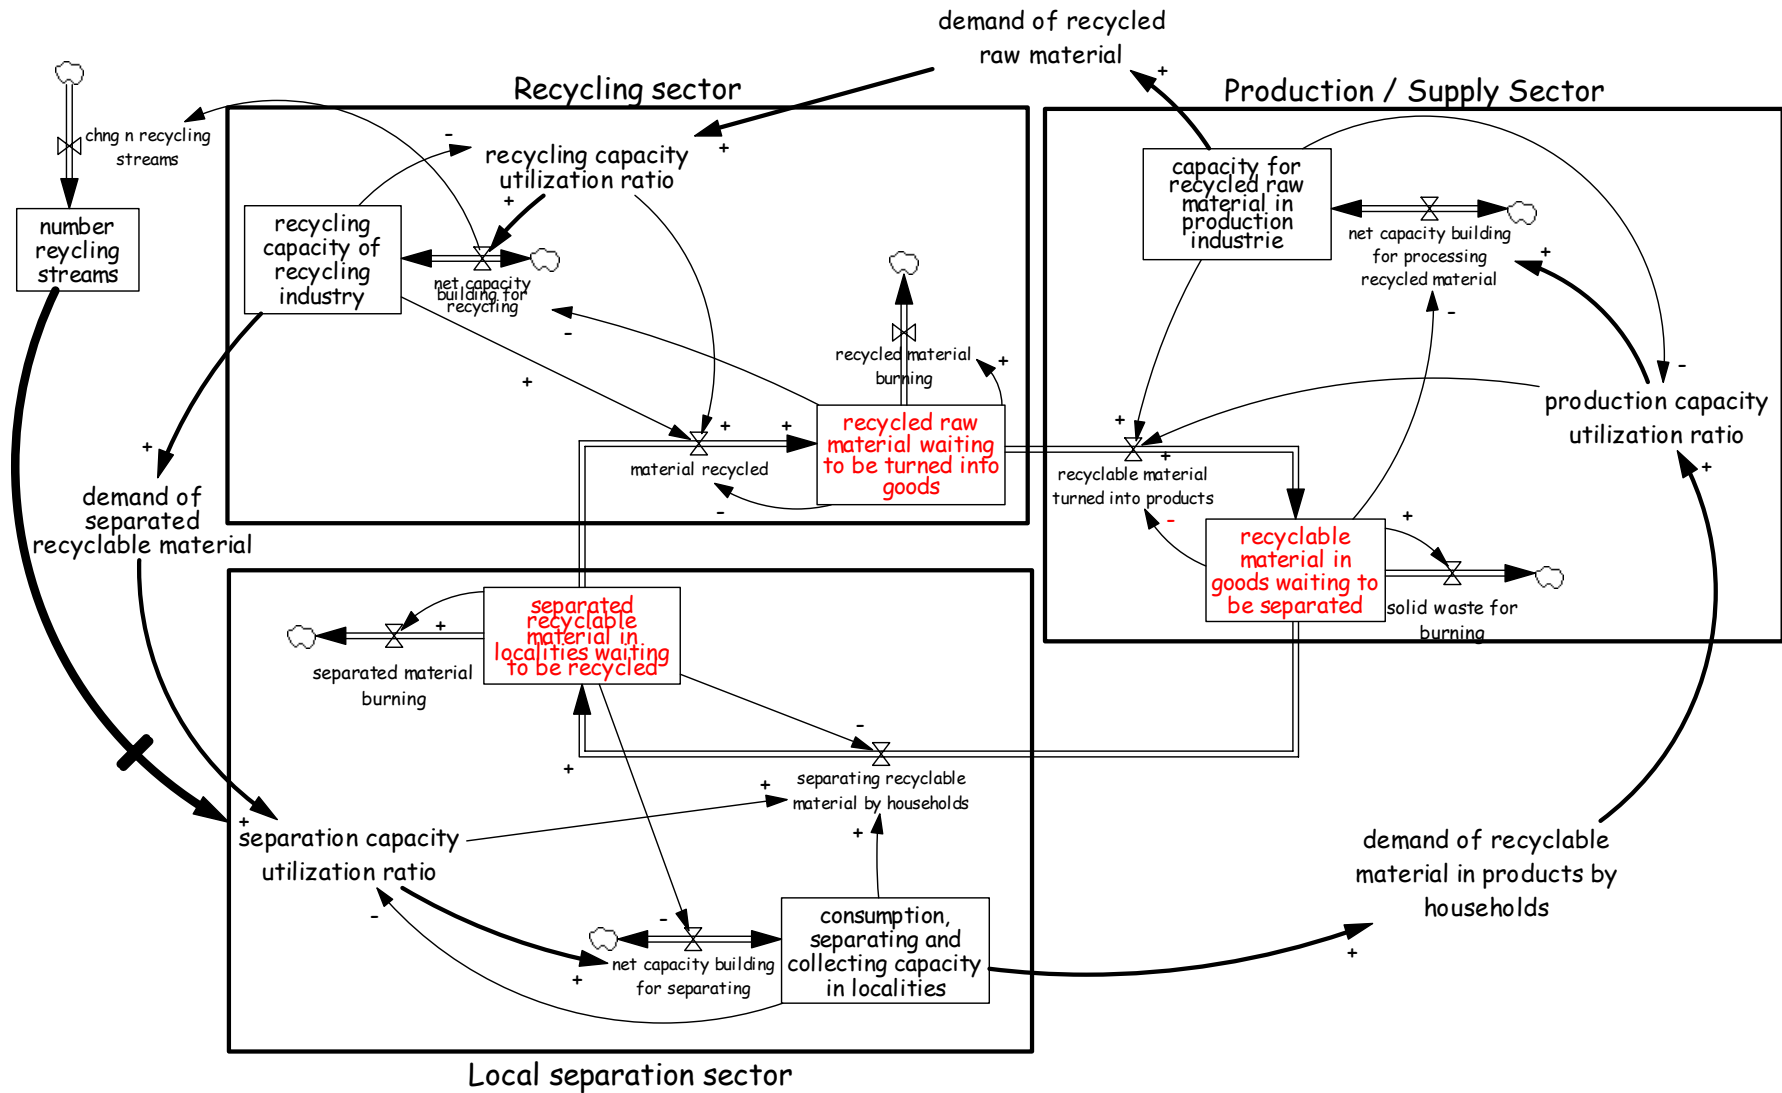 demand of recycled
raw material
Recycling sector
Production / Supply Sector
chng n recycling
streams
number
reycling
streams
recycling capacity
utilization ratio
recycling
capacity of
recycling
industry
net capacity
building for
recycling
recycled material
burning
recycled raw
material waiting
to be turned into
goods
material recycled
capacity for
recycled raw
material in
production
industrie
net capacity building
for processing
recycled material
production capacity
utilization ratio
recyclable material
turned into products
recyclable
material in
goods waiting to
be separated
solid waste for
burning
demand of
separated
recyclable material
separated
recyclable
material in
localities waiting
to be recycled
separated material
burning
separating recyclable
material by households
separation capacity
utilization ratio
net capacity building
for separating
consumption,
separating and
collecting capacity
in localities
demand of recyclable
material in products by
households
Local separation sector